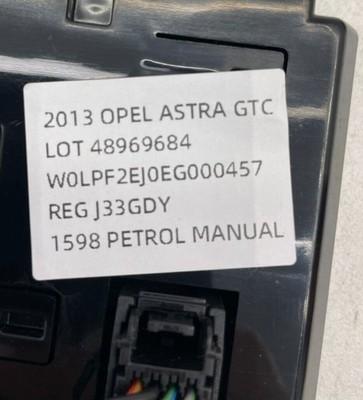 2013 OPEL ASTRA GTC
LOT 48969684
W0LPF2EJ0EG000457
REG J33GDY
1598 PETROL MANUAL